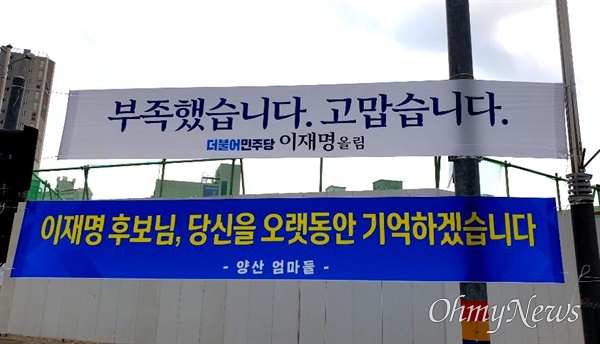 부족했습니다. 고맙습니다.
더불어민주당 이재명올림
이재명 후보님, 당신을 오랫동안 기억하겠습니다
- 양산 엄마들 -
OhmyNews